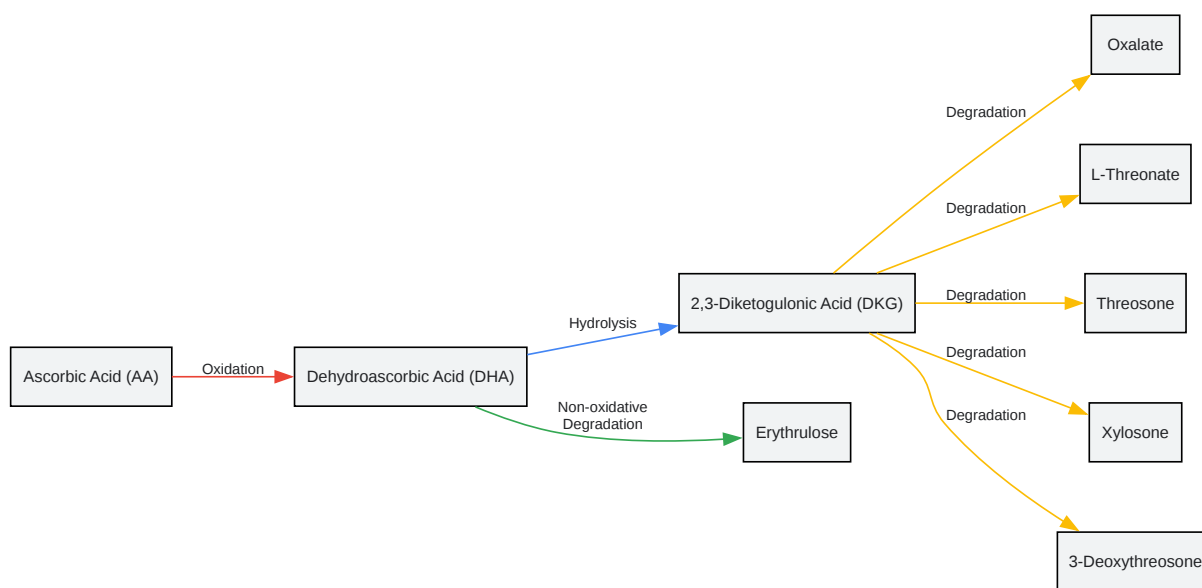 Oxalate
Degradation
L-Threonate
Degradation
2,3-Diketogulonic Acid (DKG)
Degradation
Threosone
Hydrolysis
Ascorbic Acid (AA)
Oxidation
Dehydroascorbic Acid (DHA)
Degradation
Non-oxidative
Degradation
Erythrulose
Degradation
Xylosone
3-Deoxythreosone